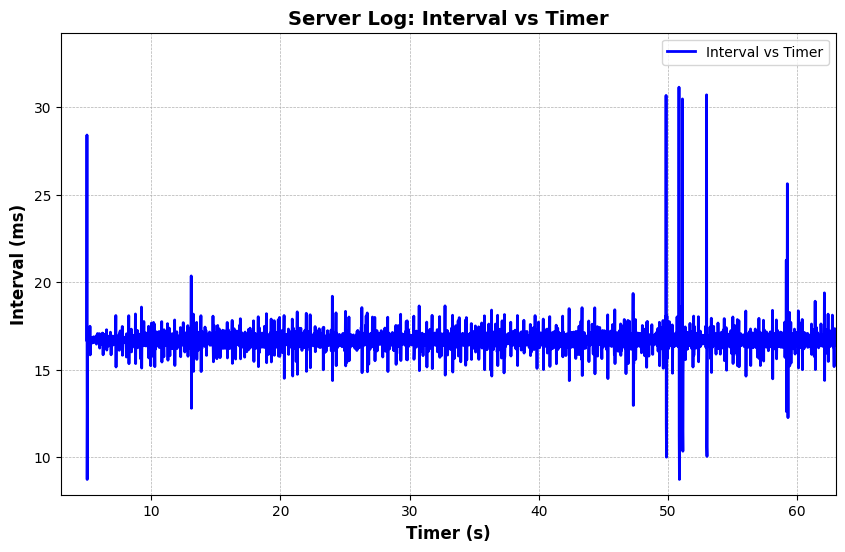 Server Log: Interval vs Timer
Interval vs Timer
30
25
20
15
10
Interval (ms)
10 20 30 40 50 60
Timer (s)